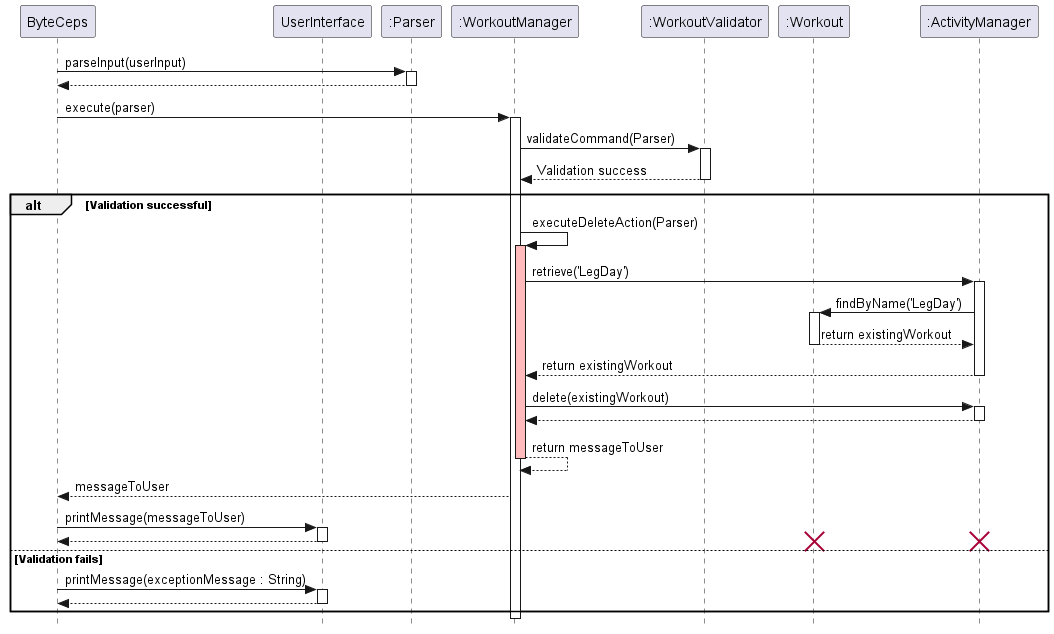 ByteCeps
UserInterface
:Parser
:WorkoutManager
:WorkoutValidator
:Workout
:ActivityManager
parseInput(userInput)
execute(parser)
validateCommand(Parser)
Validation success
alt
[Validation successful]
executeDeleteAction(Parser)
retrieve('LegDay')
findByName('LegDay')
return existingWorkout
return existingWorkout
delete(existingWorkout)
return messageToUser
messageToUser
printMessage(messageToUser)
[Validation fails]
printMessage(exceptionMessage : String)